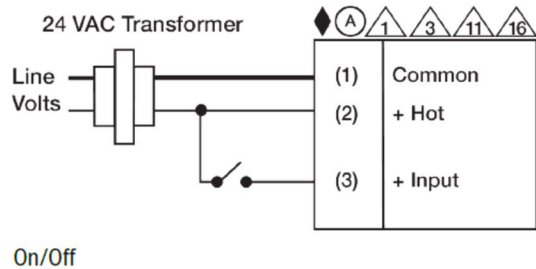 24 VAC Transformer
A 1 3 11 16
Line
Volts
(1) Common
(2) + Hot
(3) + Input
On/Off